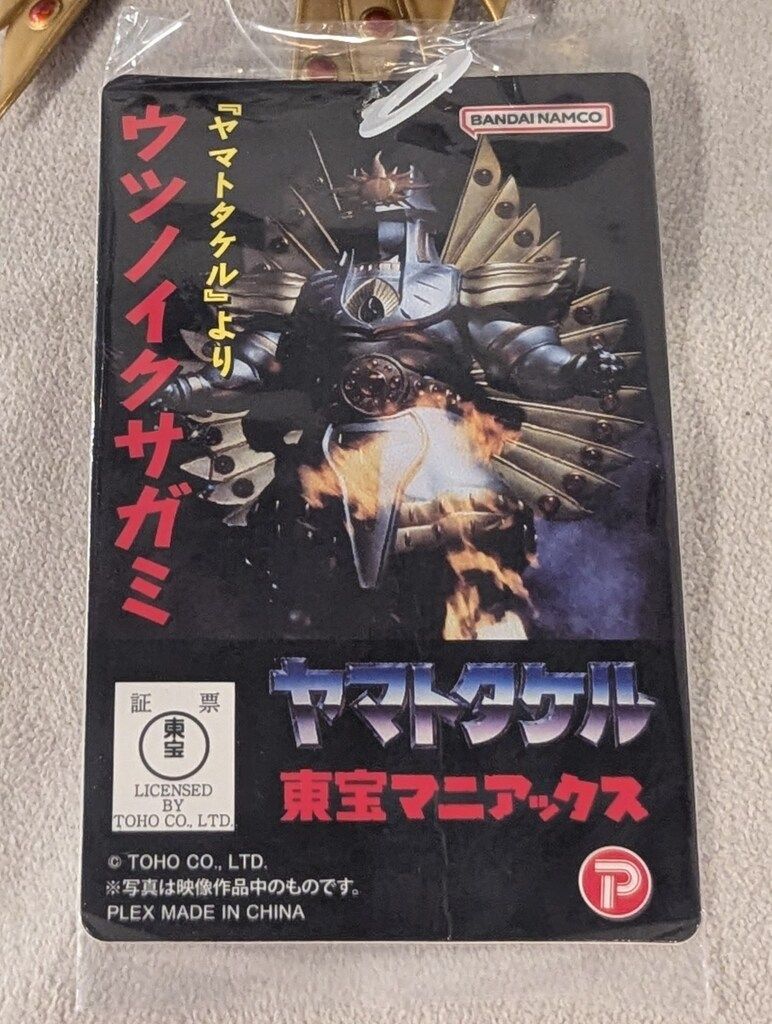 『ヤマトタケル』より
ウツノイクサガミ
BANDAI NAMCO
ヤマトタケル
東宝マニアックス
証 票
東宝
LICENSED
BY
TOHO CO., LTD.
© TOHO CO., LTD.
※写真は映像作品中のものです。
PLEX MADE IN CHINA
P